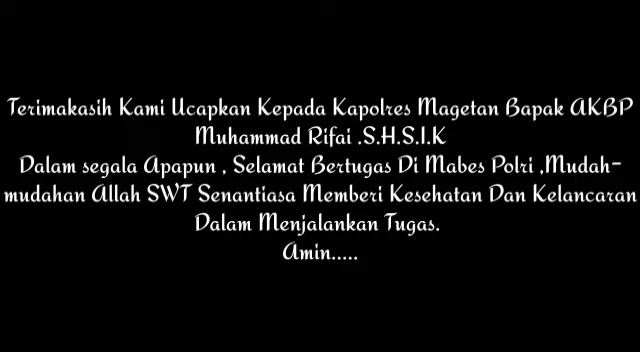 Terimakasih Kami Ucapkan Kepada Kapolres Magetan Bapak AKBP
Muhammad Rifai .S.H.S.I.K
Dalam segala Apapun , Selamat Bertugas Di Mabes Polri ,Mudah-
mudahan Allah SWT Senantiasa Memberi Kesehatan Dan Kelancaran
Dalam Menjalankan Tugas.
Amin.....